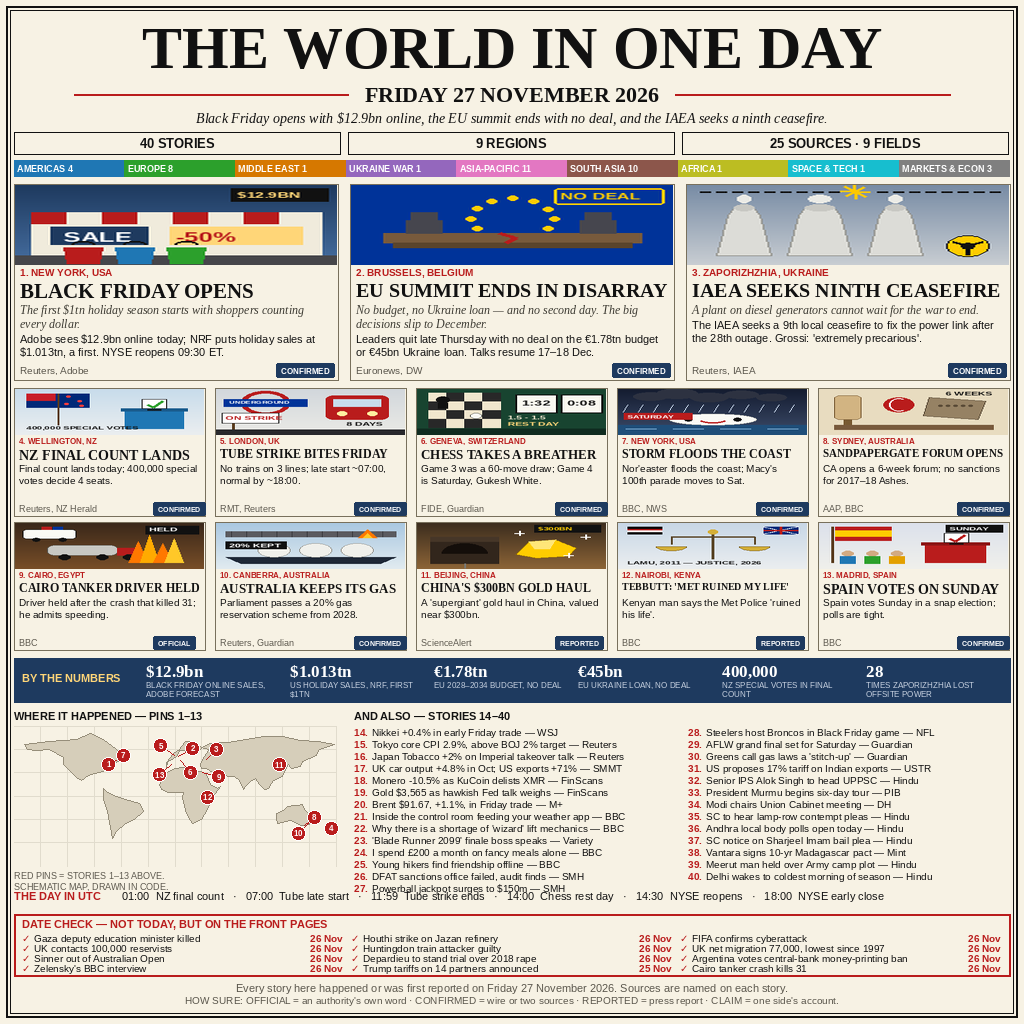 THE WORLD IN ONE DAY
FRIDAY 27 NOVEMBER 2026
Black Friday opens with $12.9bn online, the EU summit ends with no deal, and the IAEA seeks a ninth ceasefire.
40 STORIES
9 REGIONS
25 SOURCES · 9 FIELDS
AMERICAS 4
EUROPE 8
MIDDLE EAST 1
UKRAINE WAR 1
ASIA-PACIFIC 11
SOUTH ASIA 10
AFRICA 1
SPACE & TECH 1
MARKETS & ECON 3
$12.9BN
SALE
-50%
1. NEW YORK, USA
BLACK FRIDAY OPENS
The first $1tn holiday season starts with shoppers counting
every dollar.
Adobe sees $12.9bn online today; NRF puts holiday sales at
$1.013tn, a first. NYSE reopens 09:30 ET.
Reuters, Adobe
CONFIRMED
NO DEAL
2. BRUSSELS, BELGIUM
EU SUMMIT ENDS IN DISARRAY
No budget, no Ukraine loan — and no second day. The big
decisions slip to December.
Leaders quit late Thursday with no deal on the €1.78tn budget
or €45bn Ukraine loan. Talks resume 17–18 Dec.
Euronews, DW
CONFIRMED
3. ZAPORIZHZHIA, UKRAINE
IAEA SEEKS NINTH CEASEFIRE
A plant on diesel generators cannot wait for the war to end.
The IAEA seeks a 9th local ceasefire to fix the power link after
the 28th outage. Grossi: 'extremely precarious'.
Reuters, IAEA
CONFIRMED
400,000 SPECIAL VOTES
4. WELLINGTON, NZ
NZ FINAL COUNT LANDS
Final count lands today; 400,000 special
votes decide 4 seats.
Reuters, NZ Herald
CONFIRMED
UNDERGROUND
ON STRIKE
8 DAYS
5. LONDON, UK
TUBE STRIKE BITES FRIDAY
No trains on 3 lines; late start ~07:00,
normal by ~18:00.
RMT, Reuters
CONFIRMED
1:32
0:08
1.5 - 1.5
REST DAY
6. GENEVA, SWITZERLAND
CHESS TAKES A BREATHER
Game 3 was a 60-move draw; Game 4
is Saturday, Gukesh White.
FIDE, Guardian
CONFIRMED
SATURDAY
7. NEW YORK, USA
STORM FLOODS THE COAST
Nor'easter floods the coast; Macy's
100th parade moves to Sat.
BBC, NWS
CONFIRMED
6 WEEKS
8. SYDNEY, AUSTRALIA
SANDPAPERGATE FORUM OPENS
CA opens a 6-week forum; no sanctions
for 2017–18 Ashes.
AAP, BBC
CONFIRMED
HELD
9. CAIRO, EGYPT
CAIRO TANKER DRIVER HELD
Driver held after the crash that killed 31;
he admits speeding.
BBC
OFFICIAL
20% KEPT
10. CANBERRA, AUSTRALIA
AUSTRALIA KEEPS ITS GAS
Parliament passes a 20% gas
reservation scheme from 2028.
Reuters, Guardian
CONFIRMED
$300BN
11. BEIJING, CHINA
CHINA'S $300BN GOLD HAUL
A 'supergiant' gold haul in China, valued
near $300bn.
ScienceAlert
REPORTED
LAMU, 2011 — JUSTICE, 2026
12. NAIROBI, KENYA
TEBBUTT: 'MET RUINED MY LIFE'
Kenyan man says the Met Police 'ruined
his life'.
BBC
REPORTED
SUNDAY
13. MADRID, SPAIN
SPAIN VOTES ON SUNDAY
Spain votes Sunday in a snap election;
polls are tight.
BBC
CONFIRMED
BY THE NUMBERS
$12.9bn
BLACK FRIDAY ONLINE SALES,
ADOBE FORECAST
$1.013tn
US HOLIDAY SALES, NRF, FIRST
$1TN
€1.78tn
EU 2028–2034 BUDGET, NO DEAL
€45bn
EU UKRAINE LOAN, NO DEAL
400,000
NZ SPECIAL VOTES IN FINAL
COUNT
28
TIMES ZAPORIZHZHIA LOST
OFFSITE POWER
WHERE IT HAPPENED — PINS 1–13
1
7
5
2
3
13
6
9
11
12
8
10
4
RED PINS = STORIES 1–13 ABOVE.
SCHEMATIC MAP, DRAWN IN CODE.
AND ALSO — STORIES 14–40
14. Nikkei +0.4% in early Friday trade — WSJ
15. Tokyo core CPI 2.9%, above BOJ 2% target — Reuters
16. Japan Tobacco +2% on Imperial takeover talk — Reuters
17. UK car output +4.8% in Oct; US exports +71% — SMMT
18. Monero -10.5% as KuCoin delists XMR — FinScans
19. Gold $3,565 as hawkish Fed talk weighs — FinScans
20. Brent $91.67, +1.1%, in Friday trade — M+
21. Inside the control room feeding your weather app — BBC
22. Why there is a shortage of 'wizard' lift mechanics — BBC
23. 'Blade Runner 2099' finale boss speaks — Variety
24. I spend £200 a month on fancy meals alone — BBC
25. Young hikers find friendship offline — BBC
26. DFAT sanctions office failed, audit finds — SMH
27. Powerball jackpot surges to $150m — SMH
28. Steelers host Broncos in Black Friday game — NFL
29. AFLW grand final set for Saturday — Guardian
30. Greens call gas laws a 'stitch-up' — Guardian
31. US proposes 17% tariff on Indian exports — USTR
32. Senior IPS Alok Singh to head UPPSC — Hindu
33. President Murmu begins six-day tour — PIB
34. Modi chairs Union Cabinet meeting — DH
35. SC to hear lamp-row contempt pleas — Hindu
36. Andhra local body polls open today — Hindu
37. SC notice on Sharjeel Imam bail plea — Hindu
38. Vantara signs 10-yr Madagascar pact — Mint
39. Meerut man held over Army camp plot — Hindu
40. Delhi wakes to coldest morning of season — Hindu
THE DAY IN UTC 01:00 NZ final count · 07:00 Tube late start · 11:59 Tube strike ends · 14:00 Chess rest day · 14:30 NYSE reopens · 18:00 NYSE early close
DATE CHECK — NOT TODAY, BUT ON THE FRONT PAGES
✓ Gaza deputy education minister killed 26 Nov
✓ UK contacts 100,000 reservists 26 Nov
✓ Sinner out of Australian Open 26 Nov
✓ Zelensky's BBC interview 26 Nov
✓ Houthi strike on Jazan refinery 26 Nov
✓ Huntingdon train attacker guilty 26 Nov
✓ Depardieu to stand trial over 2018 rape 26 Nov
✓ Trump tariffs on 14 partners announced 25 Nov
✓ FIFA confirms cyberattack 26 Nov
✓ UK net migration 77,000, lowest since 1997 26 Nov
✓ Argentina votes central-bank money-printing ban 26 Nov
✓ Cairo tanker crash kills 31 26 Nov
Every story here happened or was first reported on Friday 27 November 2026. Sources are named on each story.
HOW SURE: OFFICIAL = an authority's own word · CONFIRMED = wire or two sources · REPORTED = press report · CLAIM = one side's account.